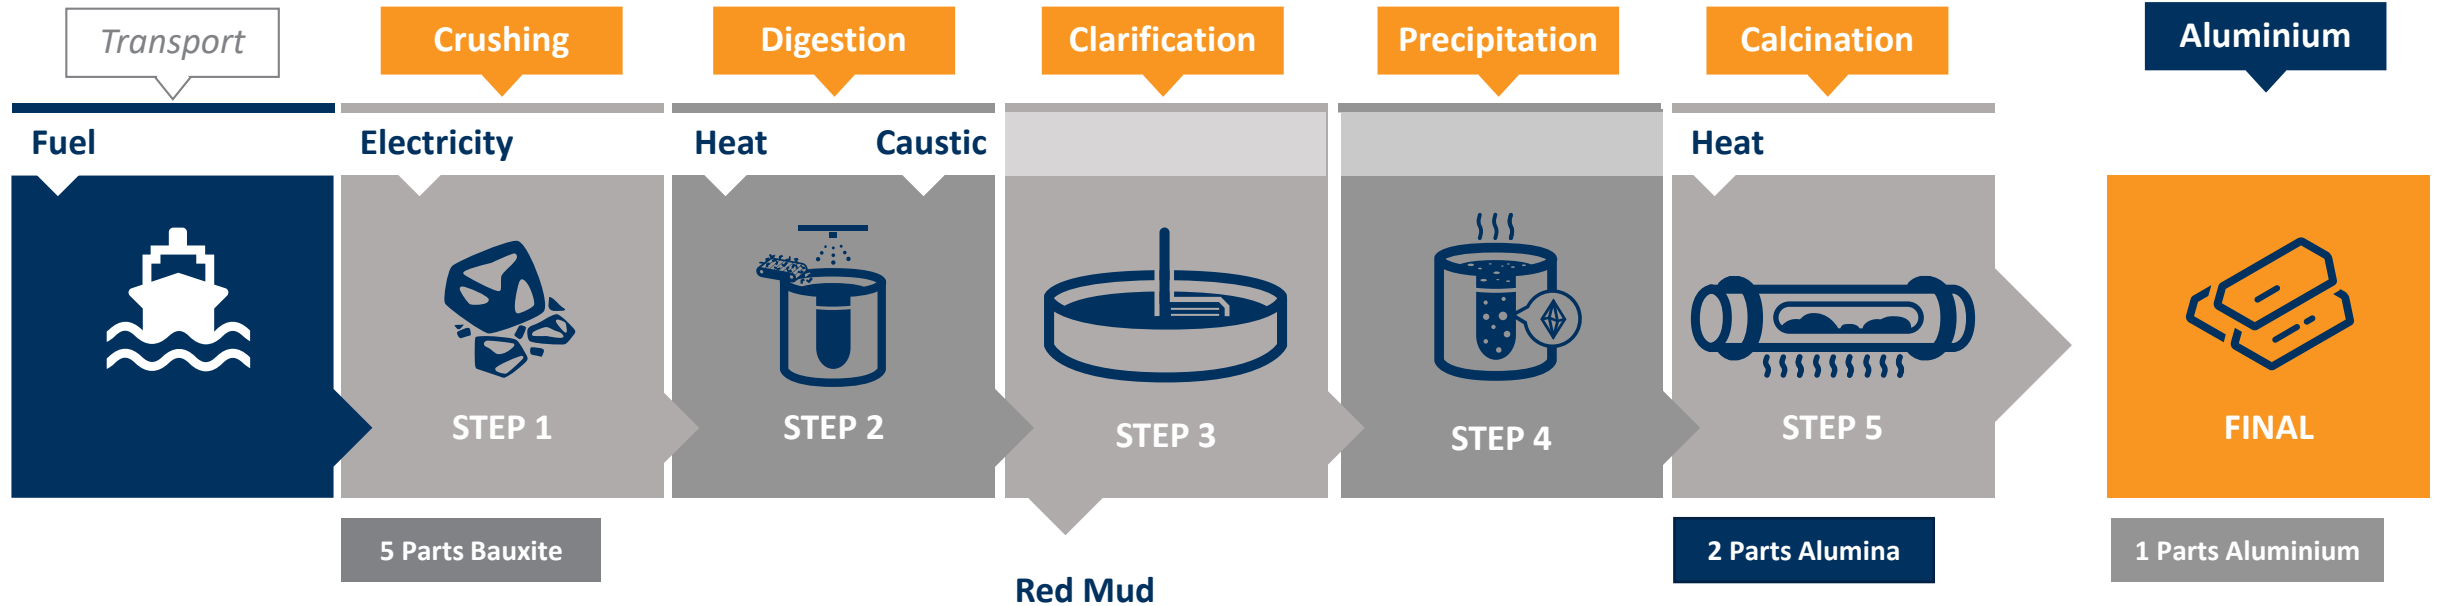 Transport
Crushing
Digestion
Clarification
Precipitation
Calcination
Aluminium
Fuel
Electricity
Heat
Caustic
Heat
STEP 1
STEP 2
STEP 3
STEP 4
STEP 5
FINAL
5 Parts Bauxite
2 Parts Alumina
1 Parts Aluminium
Red Mud